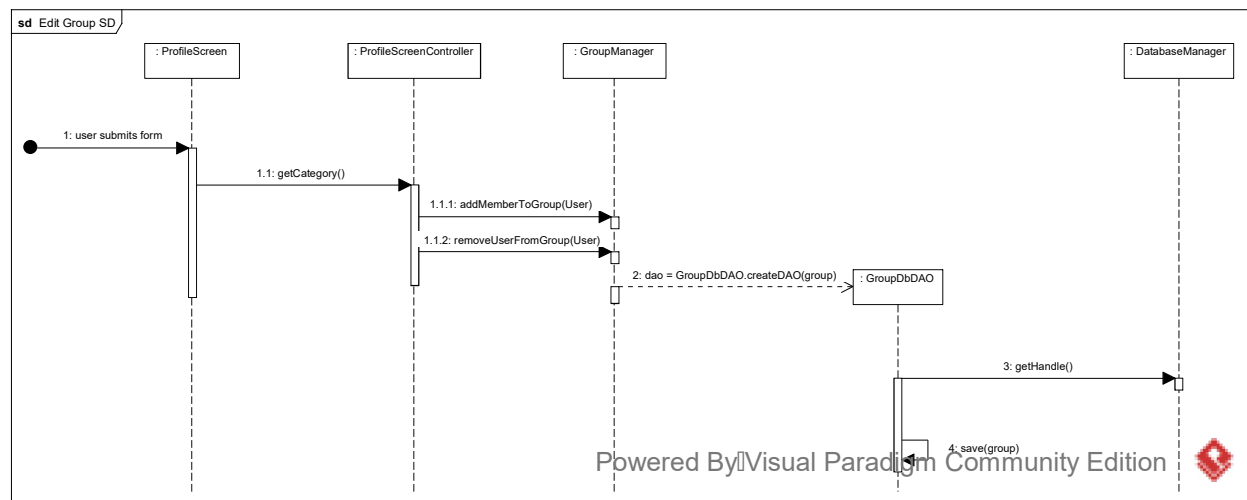 sd Edit Group SD
: ProfileScreen
: ProfileScreenController
: GroupManager
: DatabaseManager
1: user submits form
1.1: getCategory()
1.1.1: addMemberToGroup(User)
1.1.2: removeUserFromGroup(User)
2: dao = GroupDbDAO.createDAO(group)
: GroupDbDAO
3: getHandle()
4: save(group)
Powered By Visual Paradigm Community Edition